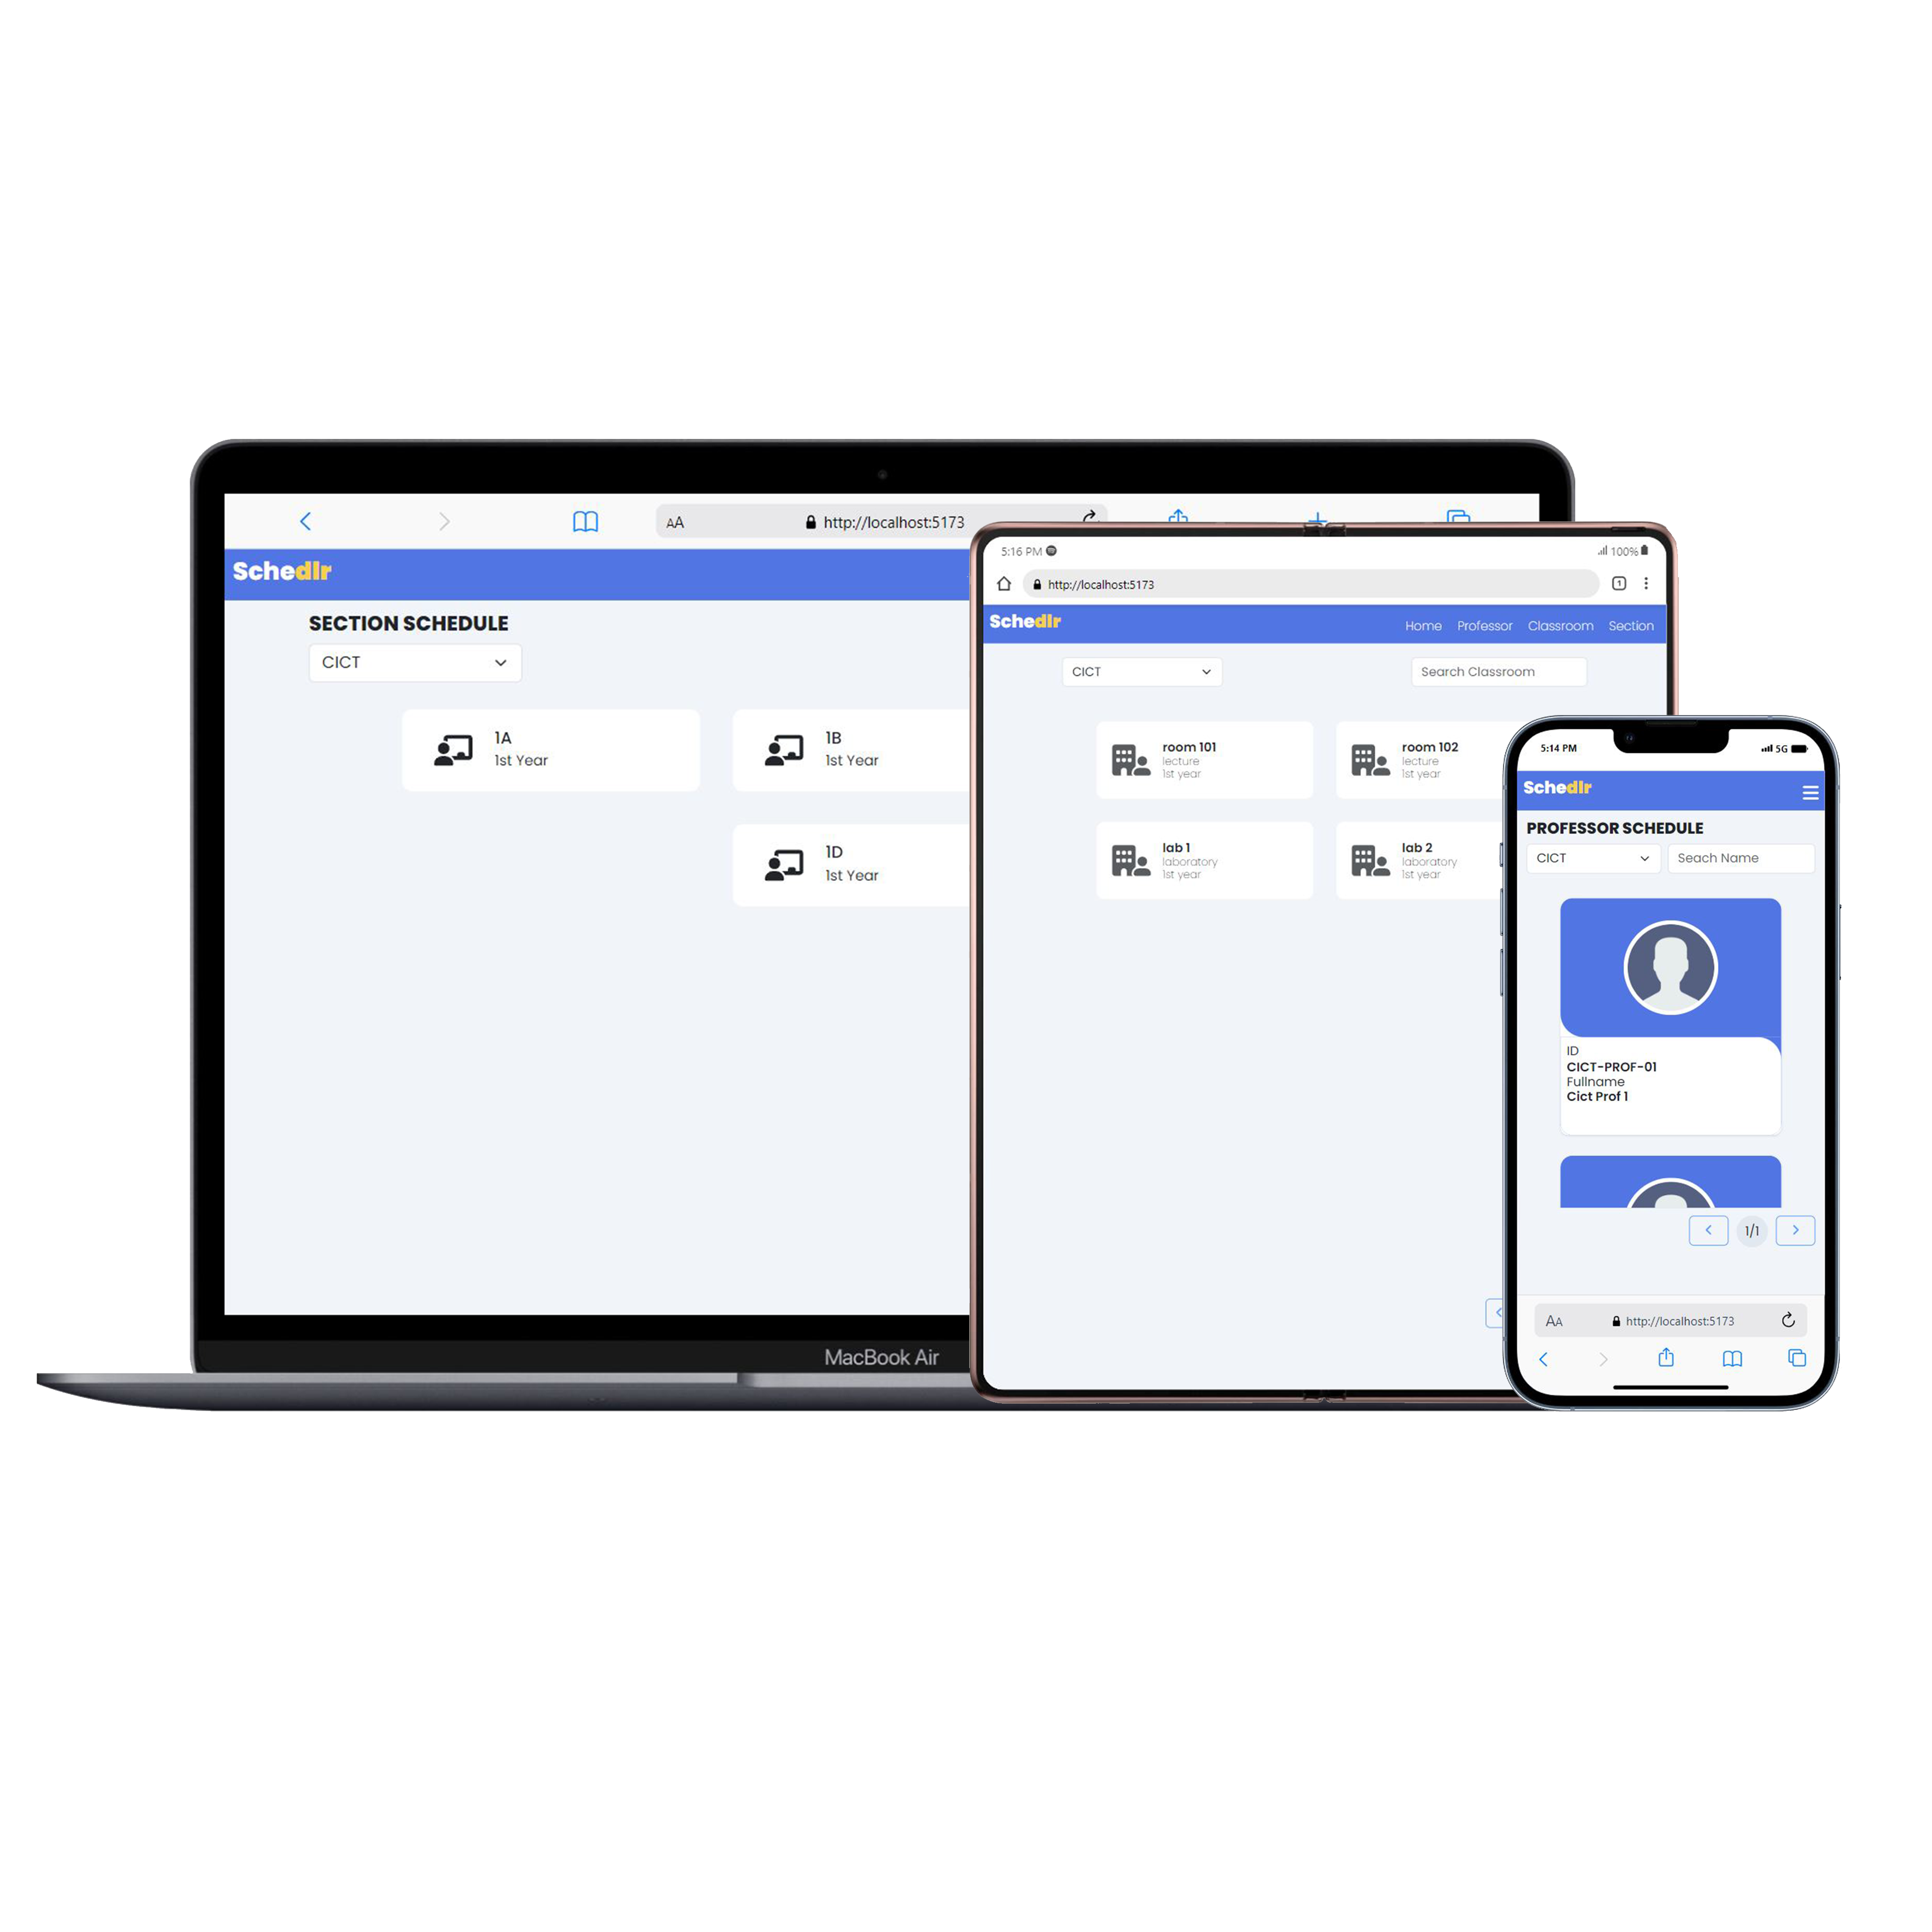 AA http://localhost:5173
Schedlr
SECTION SCHEDULE
CICT
1A
1st Year
1B
1st Year
1D
1st Year
MacBook Air
5:16 PM
100%
http://localhost:5173
1
Schedlr
Home Professor Classroom Section
CICT
Search Classroom
room 101
lecture
1st year
room 102
lecture
1st year
lab 1
laboratory
1st year
lab 2
laboratory
1st year
5:14 PM
5G
Schedlr
PROFESSOR SCHEDULE
CICT
Seach Name
ID
CICT-PROF-01
Fullname
Cict Prof 1
1/1
AA http://localhost:5173